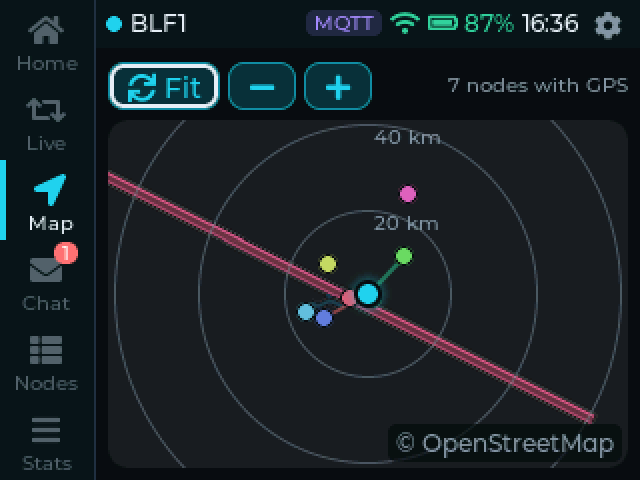 BLF1
MQTT
87%
16:36
Home
Live
Map
1
Chat
Nodes
Stats
Fit
7 nodes with GPS
40 km
20 km
© OpenStreetMap